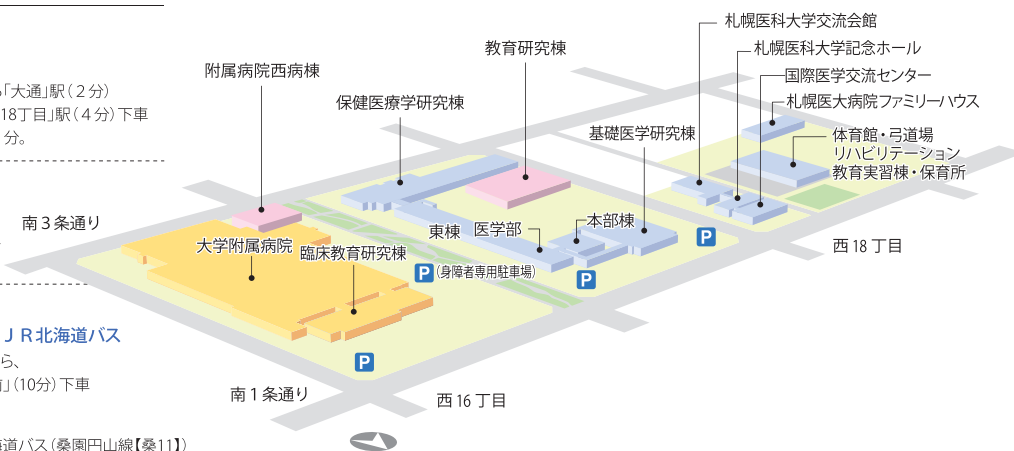 「大通」駅(2分)
18丁目」駅(4分)下車
分。
ＪＲ北海道バス
ら、
」(10分)下車
道バス(桑園円山線【桑11】)
札幌医科大学交流会館
札幌医科大学記念ホール
国際医学交流センター
札幌医大病院ファミリーハウス
体育館・弓道場
リハビリテーション
教育実習棟・保育所
教育研究棟
附属病院西病棟
保健医療学研究棟
基礎医学研究棟
南3条通り
大学附属病院
臨床教育研究棟
東棟
医学部
本部棟
P
(身障者専用駐車場)
P
P
P
西18丁目
南1条通り
西16丁目